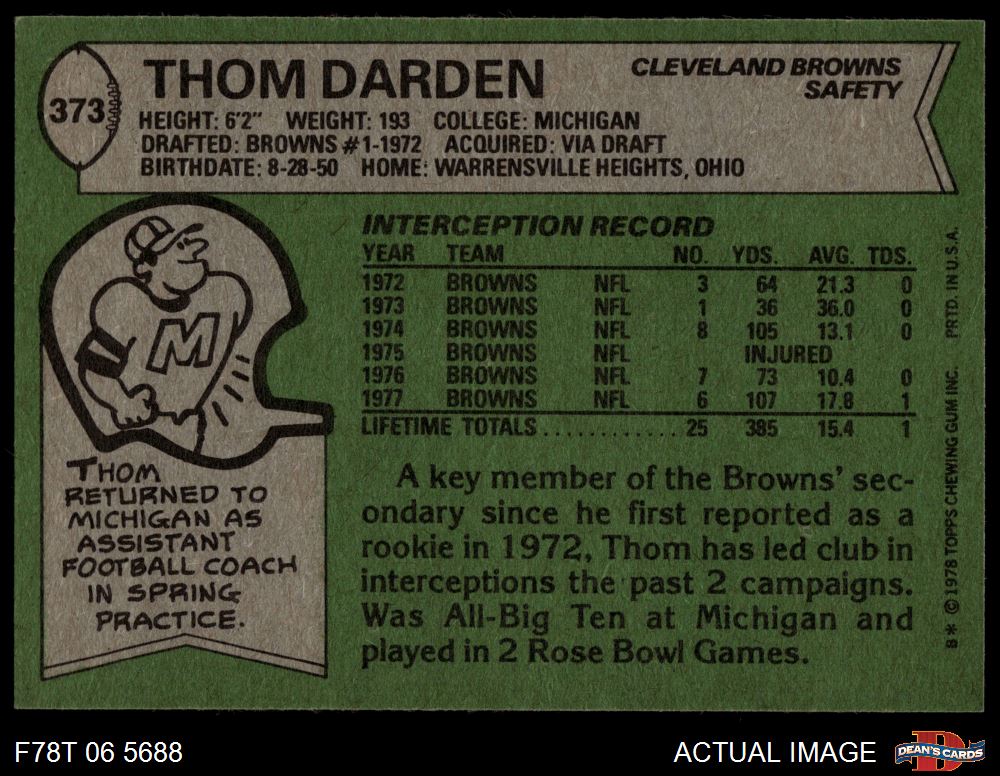 373
THOM DARDEN
CLEVELAND BROWNS
SAFETY
HEIGHT: 6'2" WEIGHT: 193 COLLEGE: MICHIGAN
DRAFTED: BROWNS #1-1972 ACQUIRED: VIA DRAFT
BIRTHDATE: 8-28-50 HOME: WARRENSVILLE HEIGHTS, OHIO
M
THOM
RETURNED TO
MICHIGAN AS
ASSISTANT
FOOTBALL COACH
IN SPRING
PRACTICE.
INTERCEPTION RECORD
YEAR TEAM NO. YDS. AVG. TDS.
1972 BROWNS NFL 3 64 21.3 0
1973 BROWNS NFL 1 36 36.0 0
1974 BROWNS NFL 8 105 13.1 0
1975 BROWNS NFL INJURED
1976 BROWNS NFL 7 73 10.4 0
1977 BROWNS NFL 6 107 17.8 1
LIFETIME TOTALS............. 25 385 15.4 1
A key member of the Browns' sec-
ondary since he first reported as a
rookie in 1972, Thom has led club in
interceptions the past 2 campaigns.
Was All-Big Ten at Michigan and
played in 2 Rose Bowl Games.
B* © 1978 TOPPS CHEWING GUM INC. PRTD. IN U.S.A.
F78T 06 5688
ACTUAL IMAGE
DEAN'S CARDS